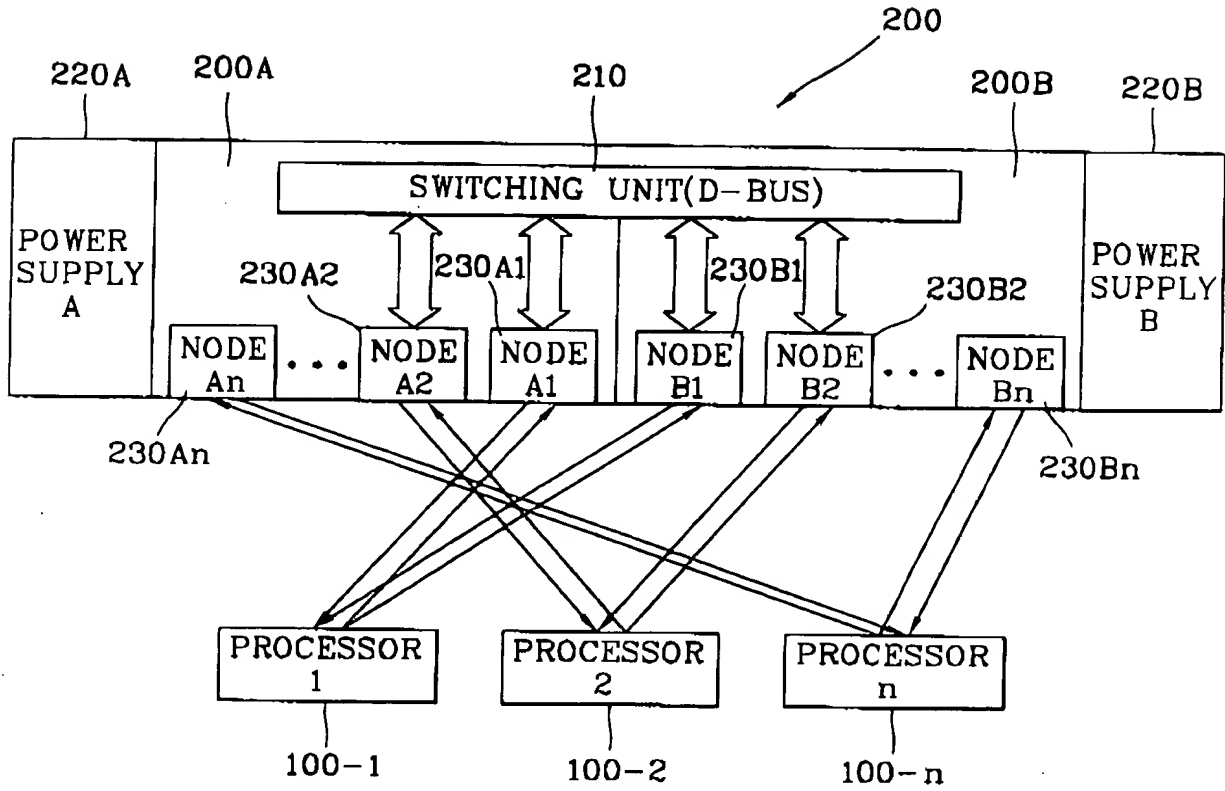 200
220A
200A
210
200B
220B
SWITCHING UNIT(D-BUS)
POWER
SUPPLY
A
POWER
SUPPLY
B
230A2
230A1
230B1
230B2
NODE
An
NODE
A2
NODE
A1
NODE
B1
NODE
B2
NODE
Bn
230An
230Bn
PROCESSOR
1
PROCESSOR
2
PROCESSOR
n
100-1
100-2
100-n